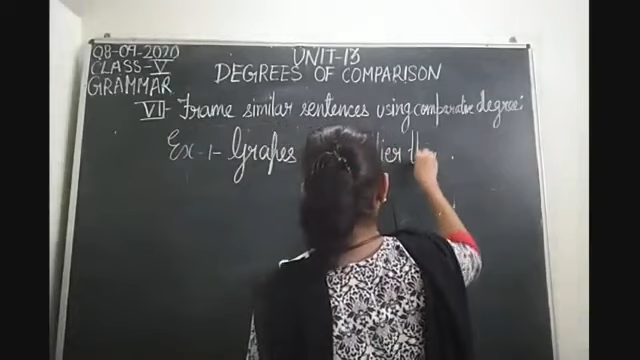 08-09-2020
UNIT-13
CLASS-V
DEGREES OF COMPARISON
GRAMMAR
VI- Frame similar sentences using comparative degree:
Ex-1- Grapes